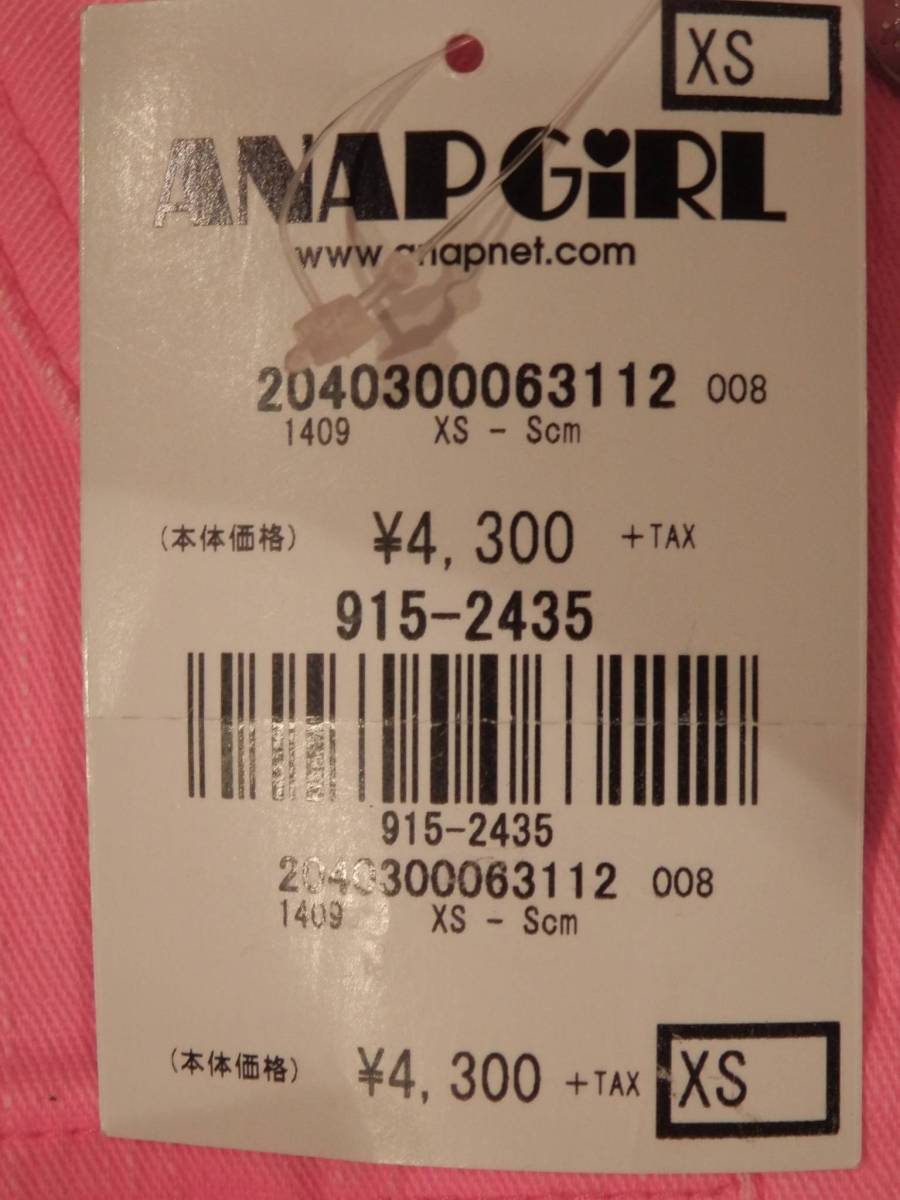 XS
ANAP GiRL
www.anapnet.com
2040300063112 008
1409 XS - Scm
(本体価格) ¥4,300 +TAX
915-2435
915-2435
2040300063112 008
1409 XS - Scm
(本体価格) ¥4,300 +TAX XS